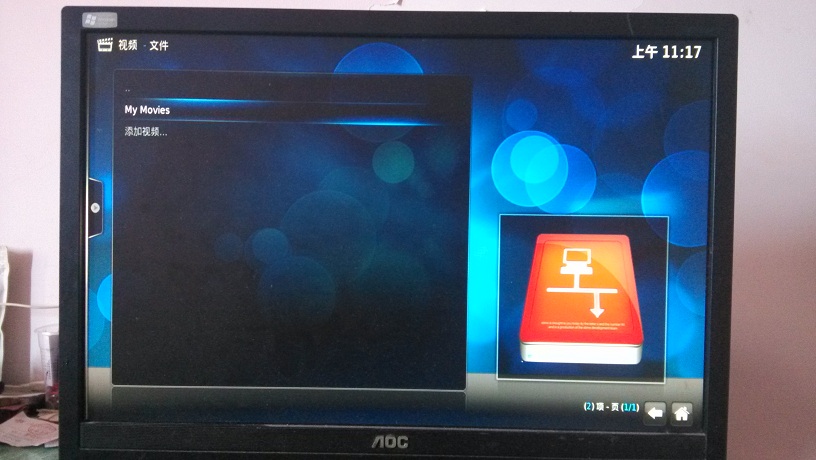 视频 · 文件
上午 11:17
..
My Movies
添加视频...
(2) 项 - 页 (1/1)
AOC